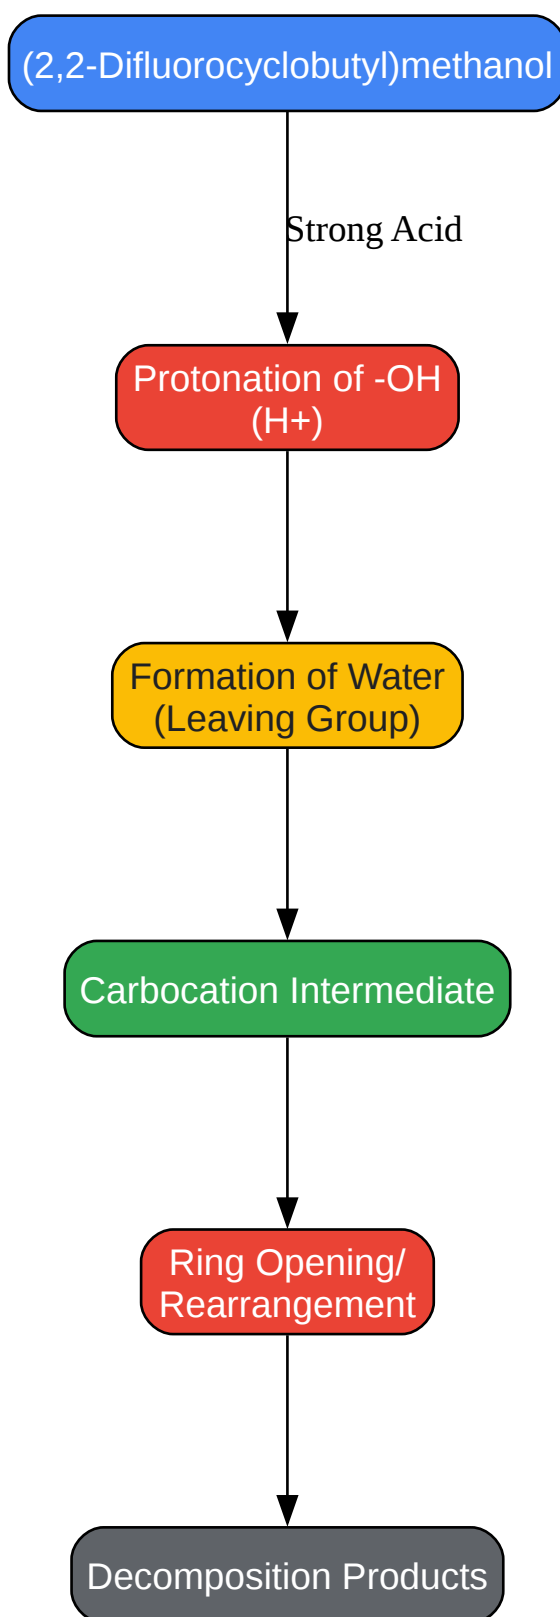 (2,2-Difluorocyclobutyl)methanol
Strong Acid
Protonation of -OH
(H+)
Formation of Water
(Leaving Group)
Carbocation Intermediate
Ring Opening/
Rearrangement
Decomposition Products